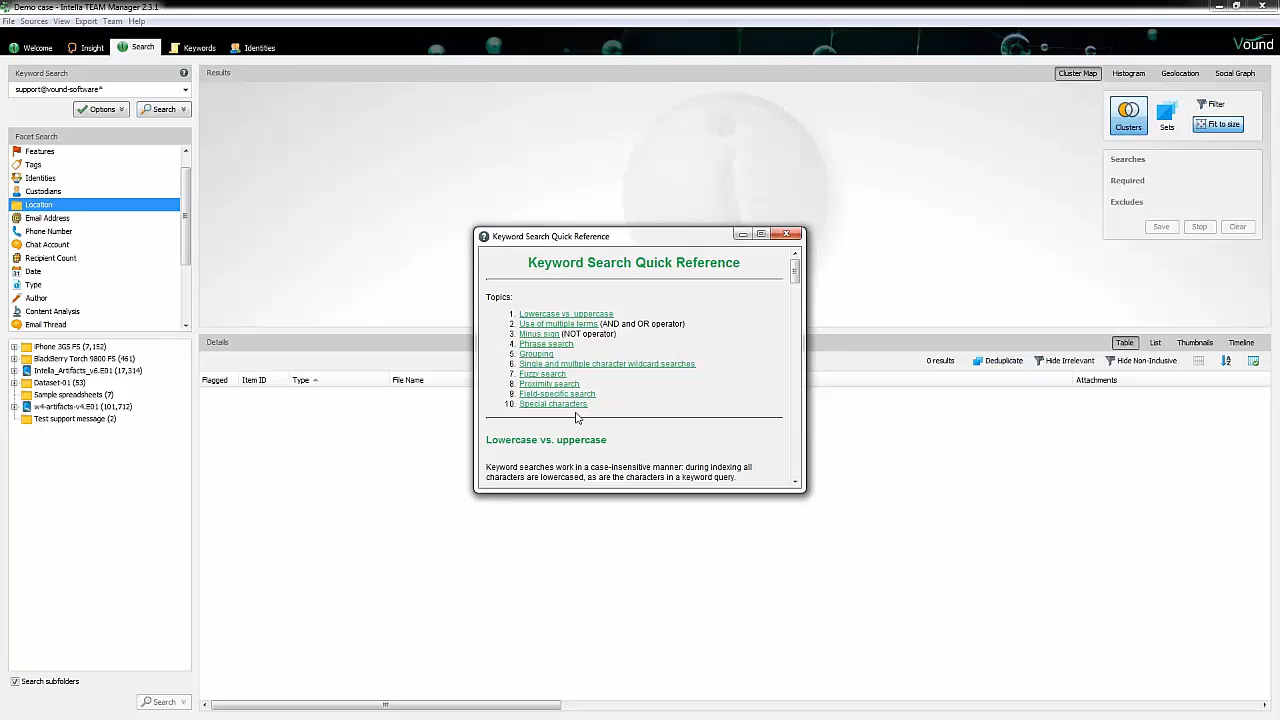 Demo case - Intella TEAM Manager 2.3.1
File Sources View Export Team Help
Welcome Insight Search Keywords Identities
Vound
Keyword Search
support@vound-software*
Options Search
Facet Search
Features
Tags
Identities
Custodians
Location
Email Address
Phone Number
Chat Account
Recipient Count
Date
Type
Author
Content Analysis
Email Thread
iPhone 3GS FS (7,152)
BlackBerry Torch 9800 FS (461)
Intella_Artifacts_v6.E01 (17,314)
Dataset-01 (53)
Sample spreadsheets (7)
w4-artifacts-v4.E01 (101,712)
Test support message (2)
Search subfolders
Search
Results
Cluster Map Histogram Geolocation Social Graph
Clusters Sets Filter
Fit to size
Searches
Required
Excludes
Save Stop Clear
Keyword Search Quick Reference
Keyword Search Quick Reference
Topics:
1. Lowercase vs. uppercase
2. Use of multiple terms (AND and OR operator)
3. Minus sign (NOT operator)
4. Phrase search
5. Grouping
6. Single and multiple character wildcard searches
7. Fuzzy search
8. Proximity search
9. Field-specific search
10. Special characters
Lowercase vs. uppercase
Keyword searches work in a case-insensitive manner: during indexing all
characters are lowercased, as are the characters in a keyword query.
Details
Table List Thumbnails Timeline
0 results Deduplicate Hide Irrelevant Hide Non-Inclusive
Flagged Item ID Type File Name Attachments